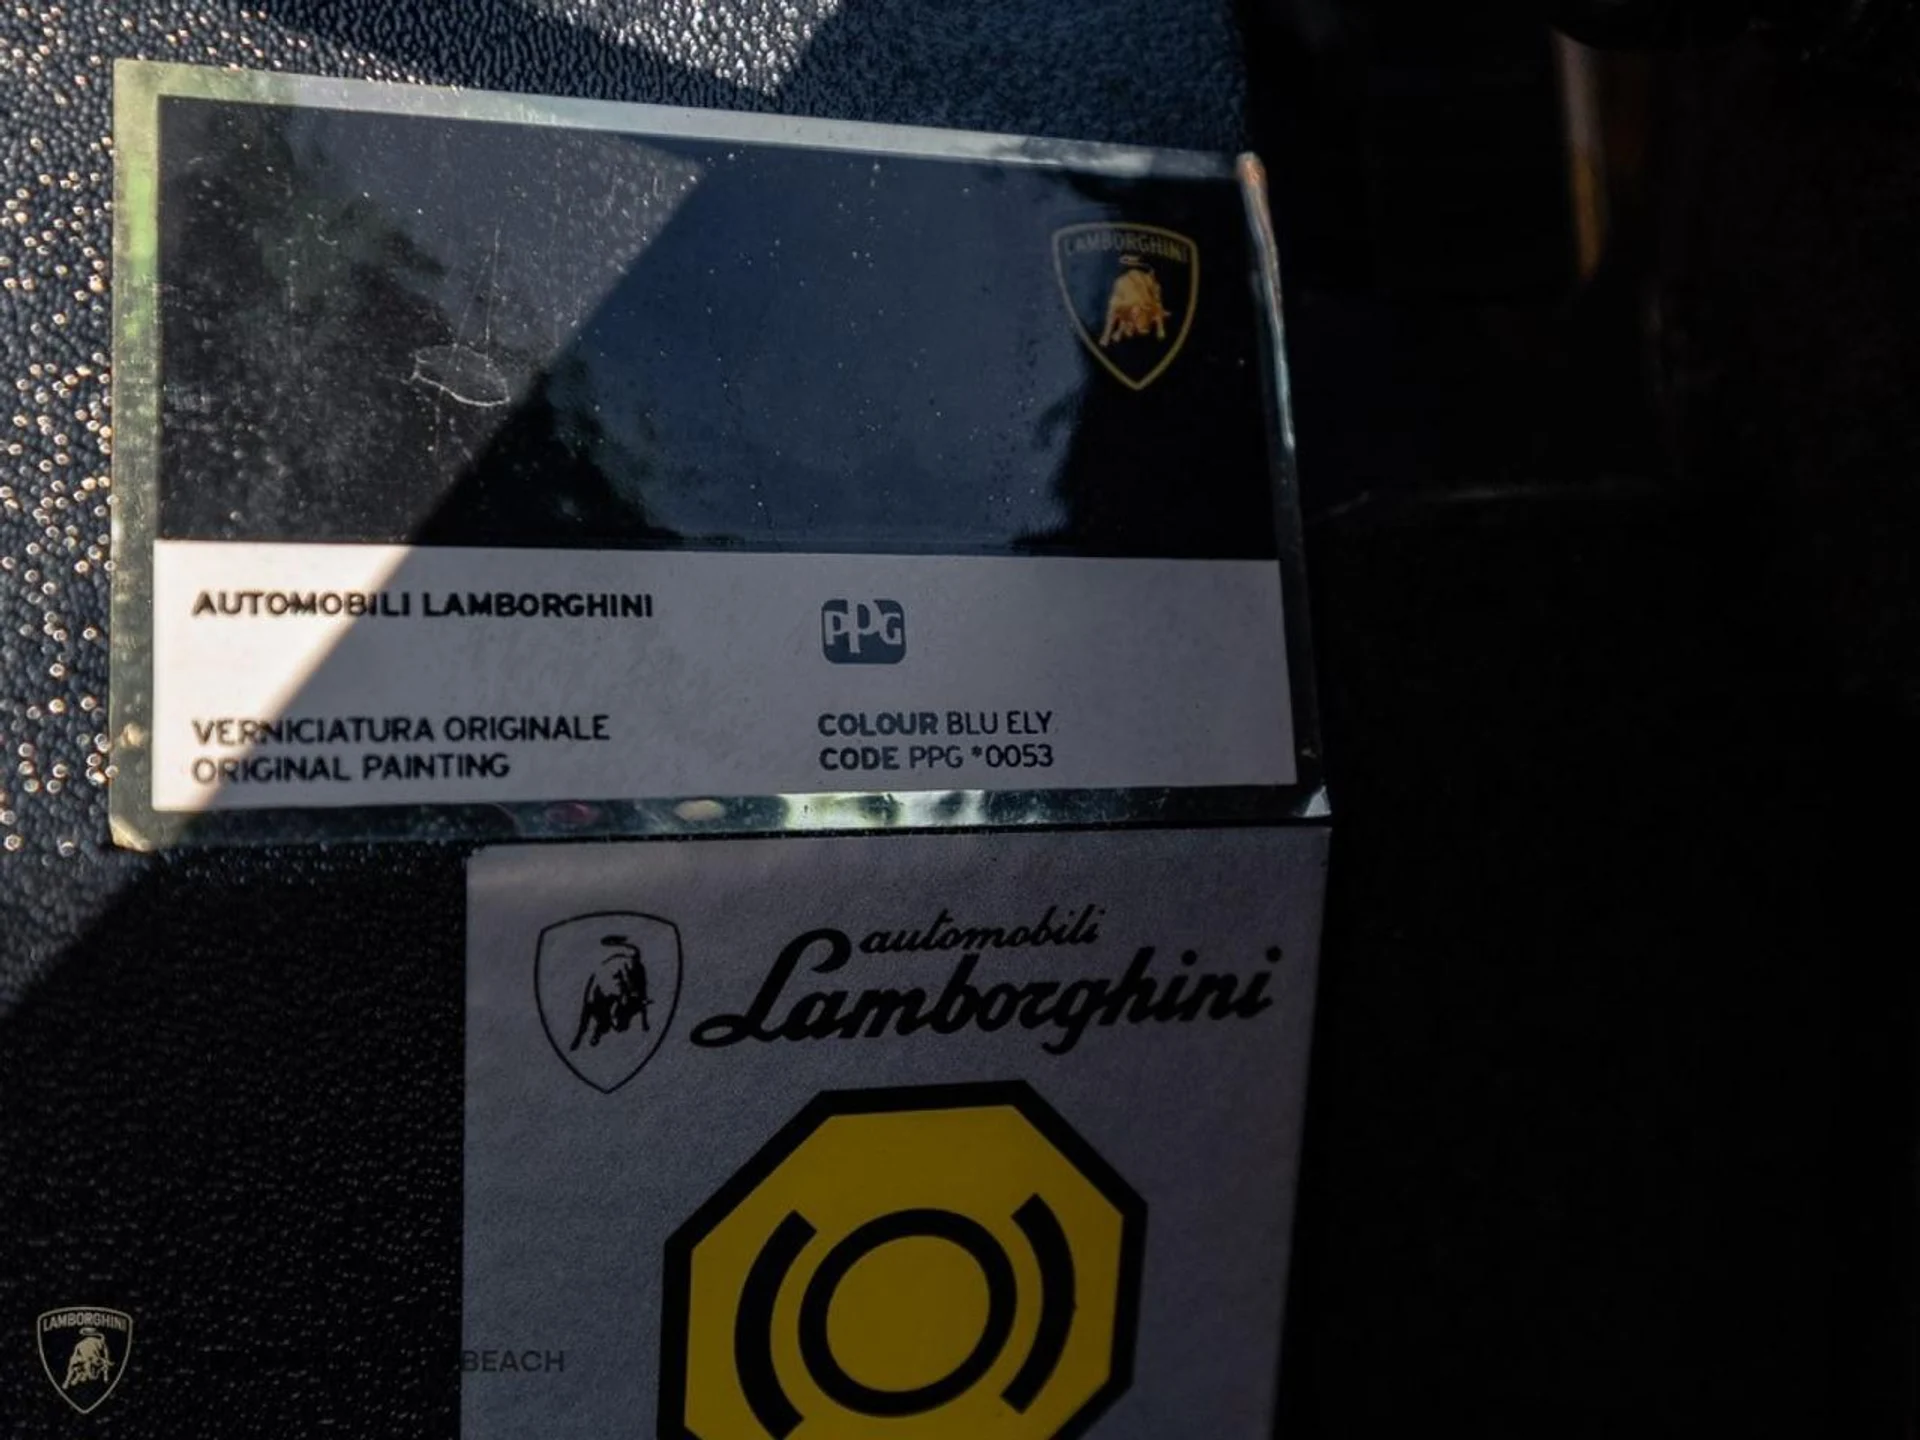 LAMBORGHINI
AUTOMOBILI LAMBORGHINI
PPG
VERNICIATURA ORIGINALE
ORIGINAL PAINTING
COLOUR BLU ELY
CODE PPG *0053
automobili
Lamborghini
LAMBORGHINI
BEACH